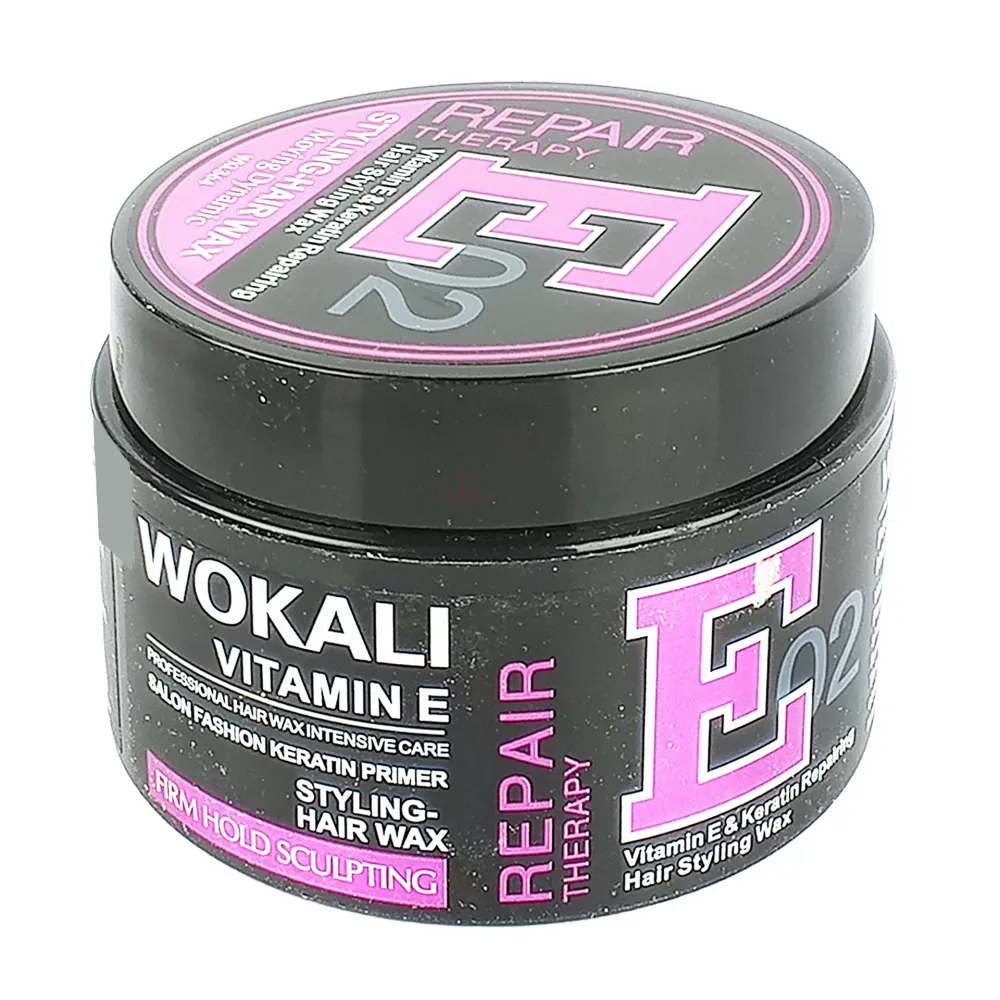 REPAIR
THERAPY
E
02
Vitamin E & Keratin Repairing
Hair Styling Wax
STYLING-HAIR WAX
Moving Dynamic
WOKALI
VITAMIN E
PROFESSIONAL HAIR WAX INTENSIVE CARE
SALON FASHION KERATIN PRIMER
STYLING-
HAIR WAX
FIRM HOLD SCULPTING
REPAIR
THERAPY
E
02
Vitamin E & Keratin Repairing
Hair Styling Wax